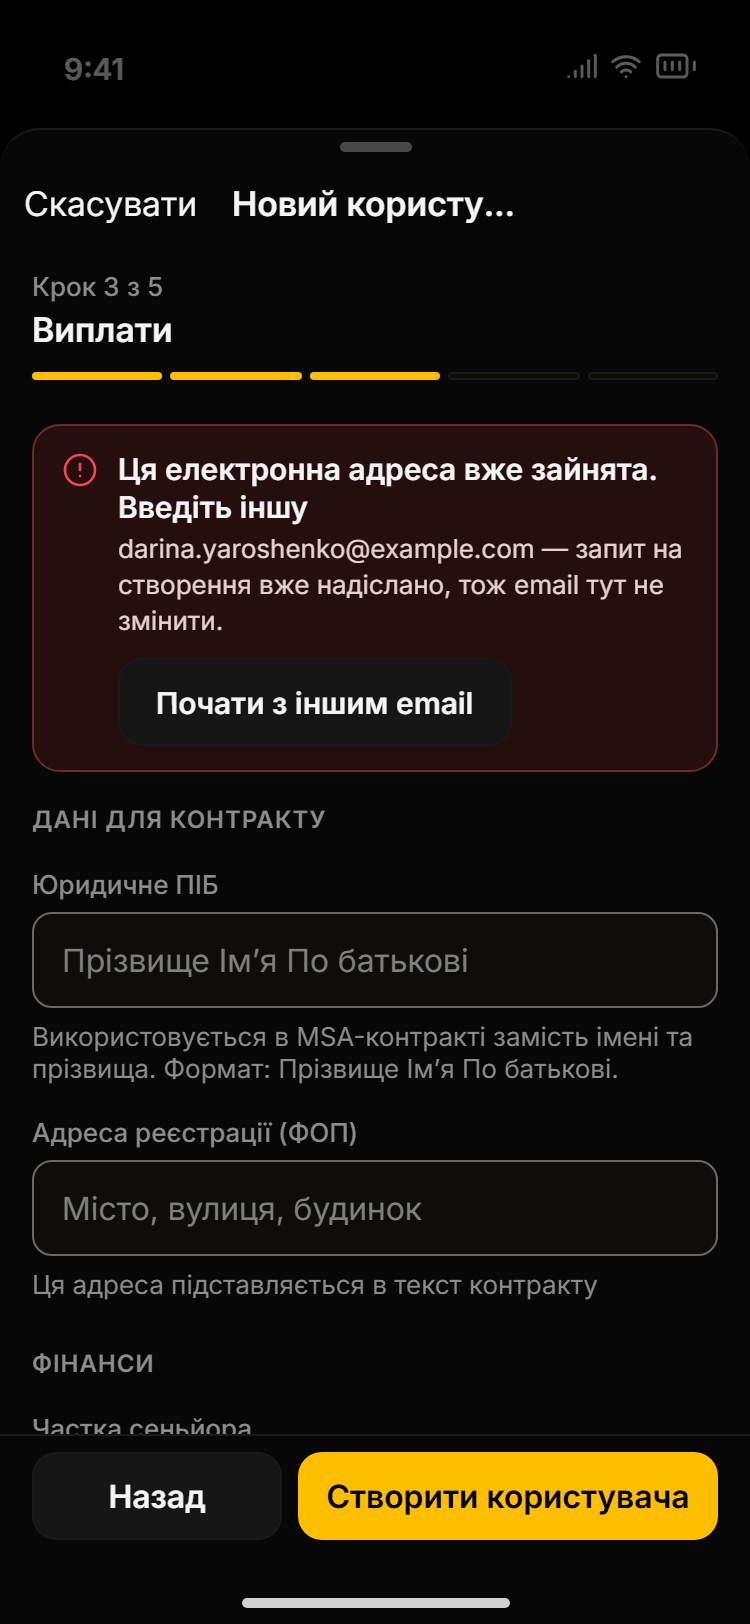 9:41
Скасувати Новий користу...
Крок 3 з 5
Виплати
Ця електронна адреса вже зайнята.
Введіть іншу
darina.yaroshenko@example.com — запит на
створення вже надіслано, тож email тут не
змінити.
Почати з іншим email
ДАНІ ДЛЯ КОНТРАКТУ
Юридичне ПІБ
Прізвище Ім’я По батькові
Використовується в MSA-контракті замість імені та
прізвища. Формат: Прізвище Ім’я По батькові.
Адреса реєстрації (ФОП)
Місто, вулиця, будинок
Ця адреса підставляється в текст контракту
ФІНАНСИ
Частка сеньйора
Назад Створити користувача